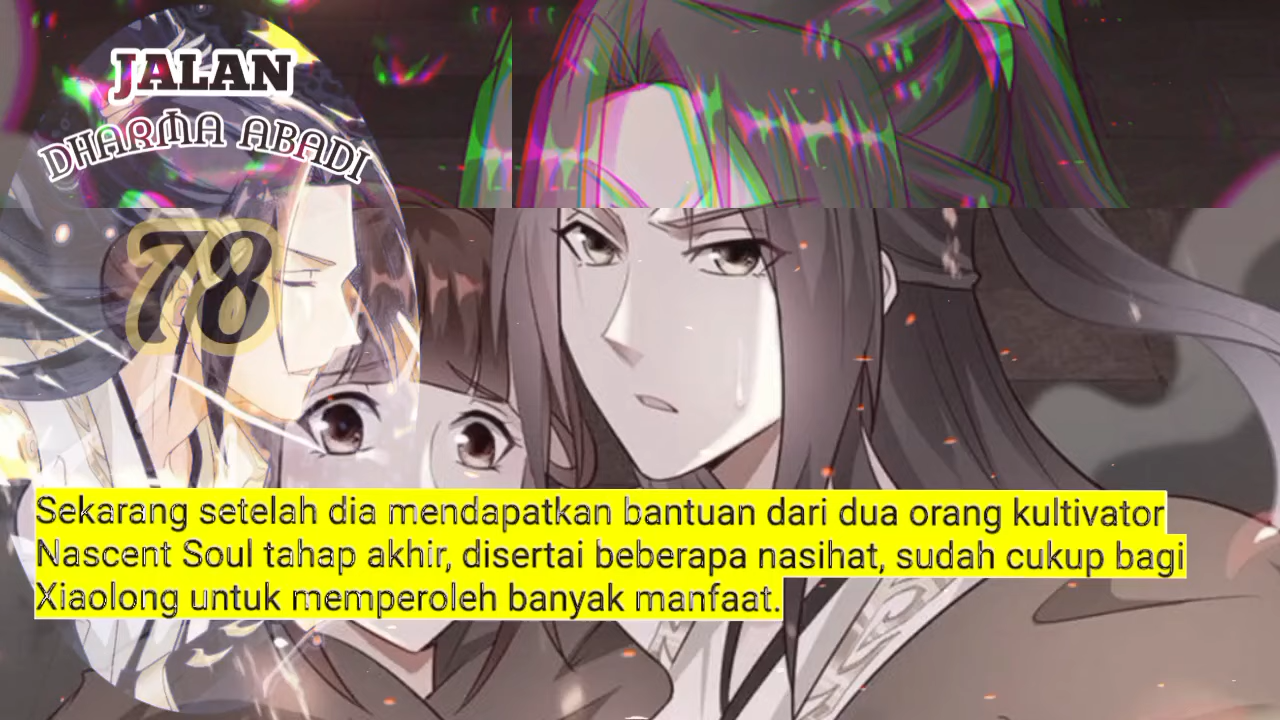 JALAN
DHARMA ABADI
78
Sekarang setelah dia mendapatkan bantuan dari dua orang kultivator
Nascent Soul tahap akhir, disertai beberapa nasihat, sudah cukup bagi
Xiaolong untuk memperoleh banyak manfaat.